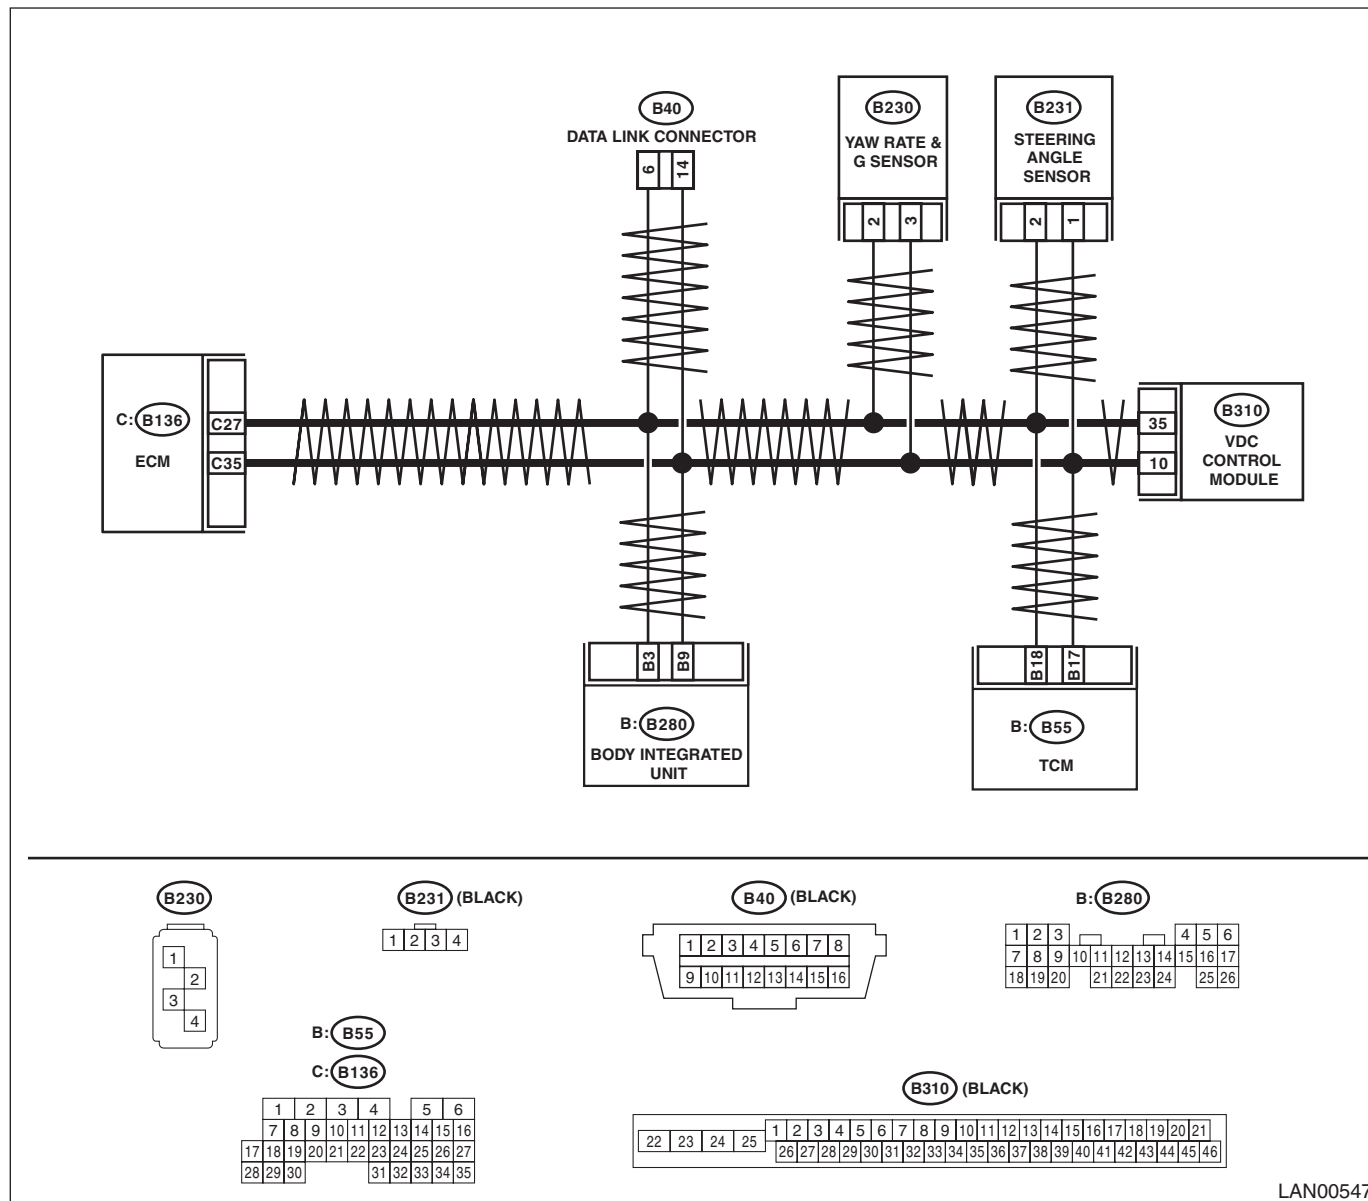 B40
DATA LINK CONNECTOR
6 14
B230
YAW RATE &
G SENSOR
2 3
B231
STEERING
ANGLE
SENSOR
2 1
C: B136
ECM
C27
C35
35
10
B310
VDC
CONTROL
MODULE
B3 B9
B: B280
BODY INTEGRATED
UNIT
B18 B17
B: B55
TCM
B230
1
2
3
4
B231 (BLACK)
1 2 3 4
B40 (BLACK)
1 2 3 4 5 6 7 8
9 10 11 12 13 14 15 16
B: B280
1 2 3 4 5 6
7 8 9 10 11 12 13 14 15 16 17
18 19 20 21 22 23 24 25 26
B: B55
C: B136
1 2 3 4 5 6
7 8 9 10 11 12 13 14 15 16
17 18 19 20 21 22 23 24 25 26 27
28 29 30 31 32 33 34 35
B310 (BLACK)
22 23 24 25
1 2 3 4 5 6 7 8 9 10 11 12 13 14 15 16 17 18 19 20 21
26 27 28 29 30 31 32 33 34 35 36 37 38 39 40 41 42 43 44 45 46
LAN00547